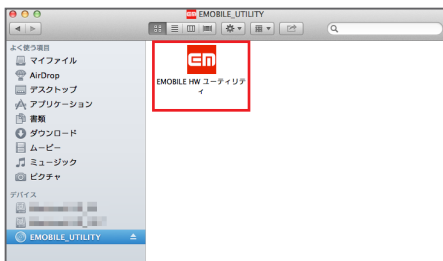 EMOBILE_UTILITY
よく使う項目
マイファイル
AirDrop
デスクトップ
アプリケーション
書類
ダウンロード
ムービー
ミュージック
ピクチャ
デバイス
EMOBILE_UTILITY
EM
EMOBILE HW ユーティリテ
ィ